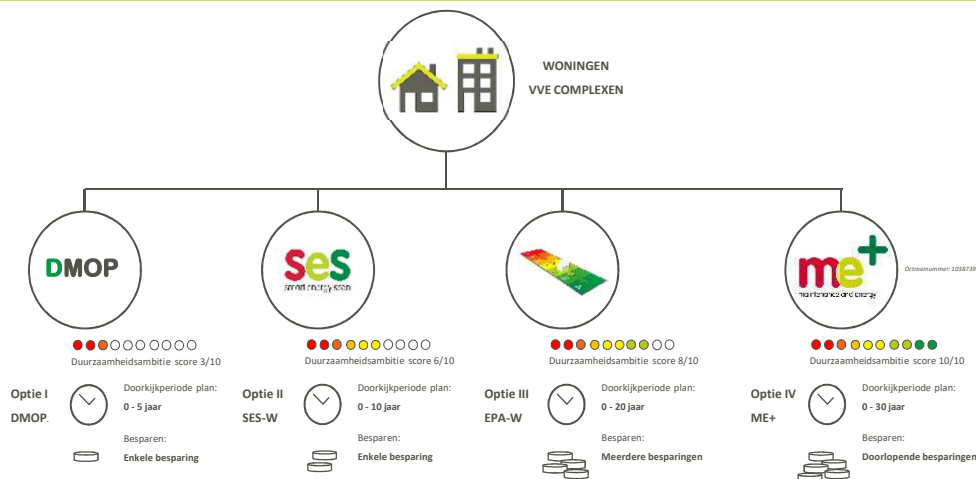 WONINGEN
VVE COMPLEXEN
DMOP
Duurzaamheidsambitie score 3/10
Optie I
DMOP.
Doorkijkperiode plan:
0 - 5 jaar
Besparen:
Enkele besparing
ses
smart energy scan
Duurzaamheidsambitie score 6/10
Optie II
SES-W
Doorkijkperiode plan:
0 - 10 jaar
Besparen:
Enkele besparing
Duurzaamheidsambitie score 8/10
Optie III
EPA-W
Doorkijkperiode plan:
0 - 20 jaar
Besparen:
Meerdere besparingen
me+
maintenance and energy
Octrooinummer: 1038739
Duurzaamheidsambitie score 10/10
Optie IV
ME+
Doorkijkperiode plan:
0 - 30 jaar
Besparen:
Doorlopende besparingen